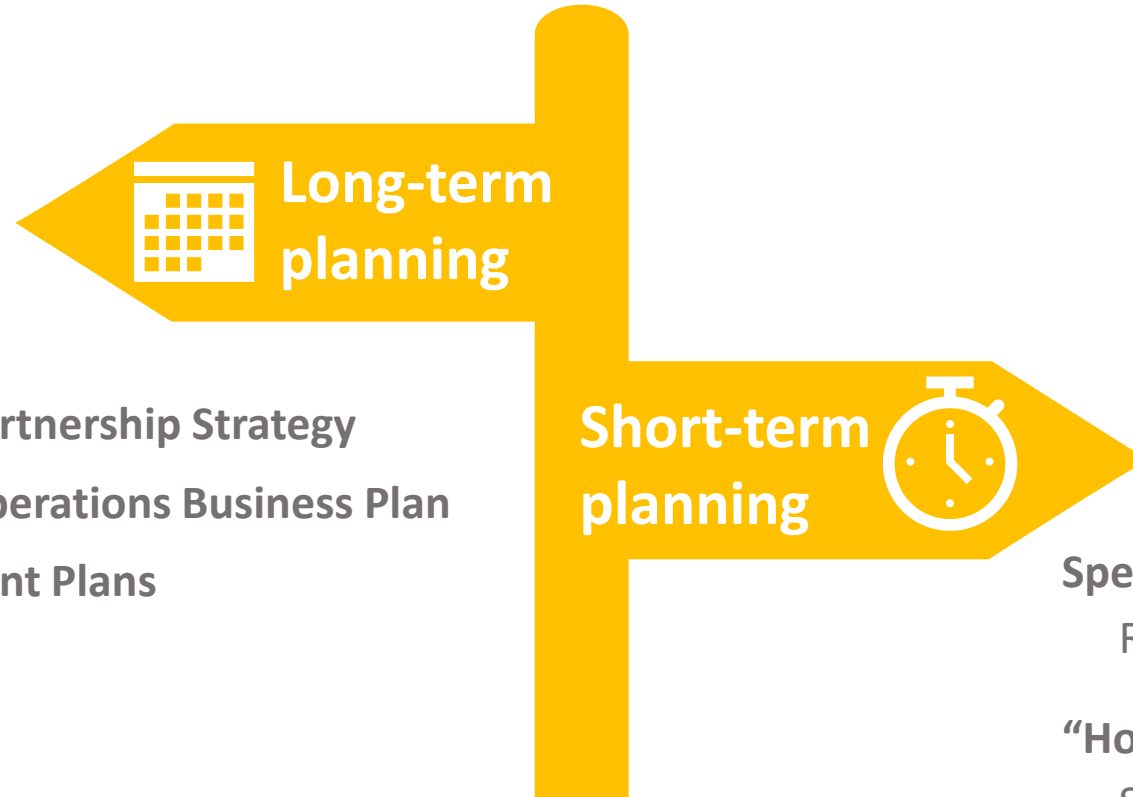 Long-term
planning
Short-term
planning
rtnership Strategy
perations Business Plan
nt Plans
Spe
“Ho